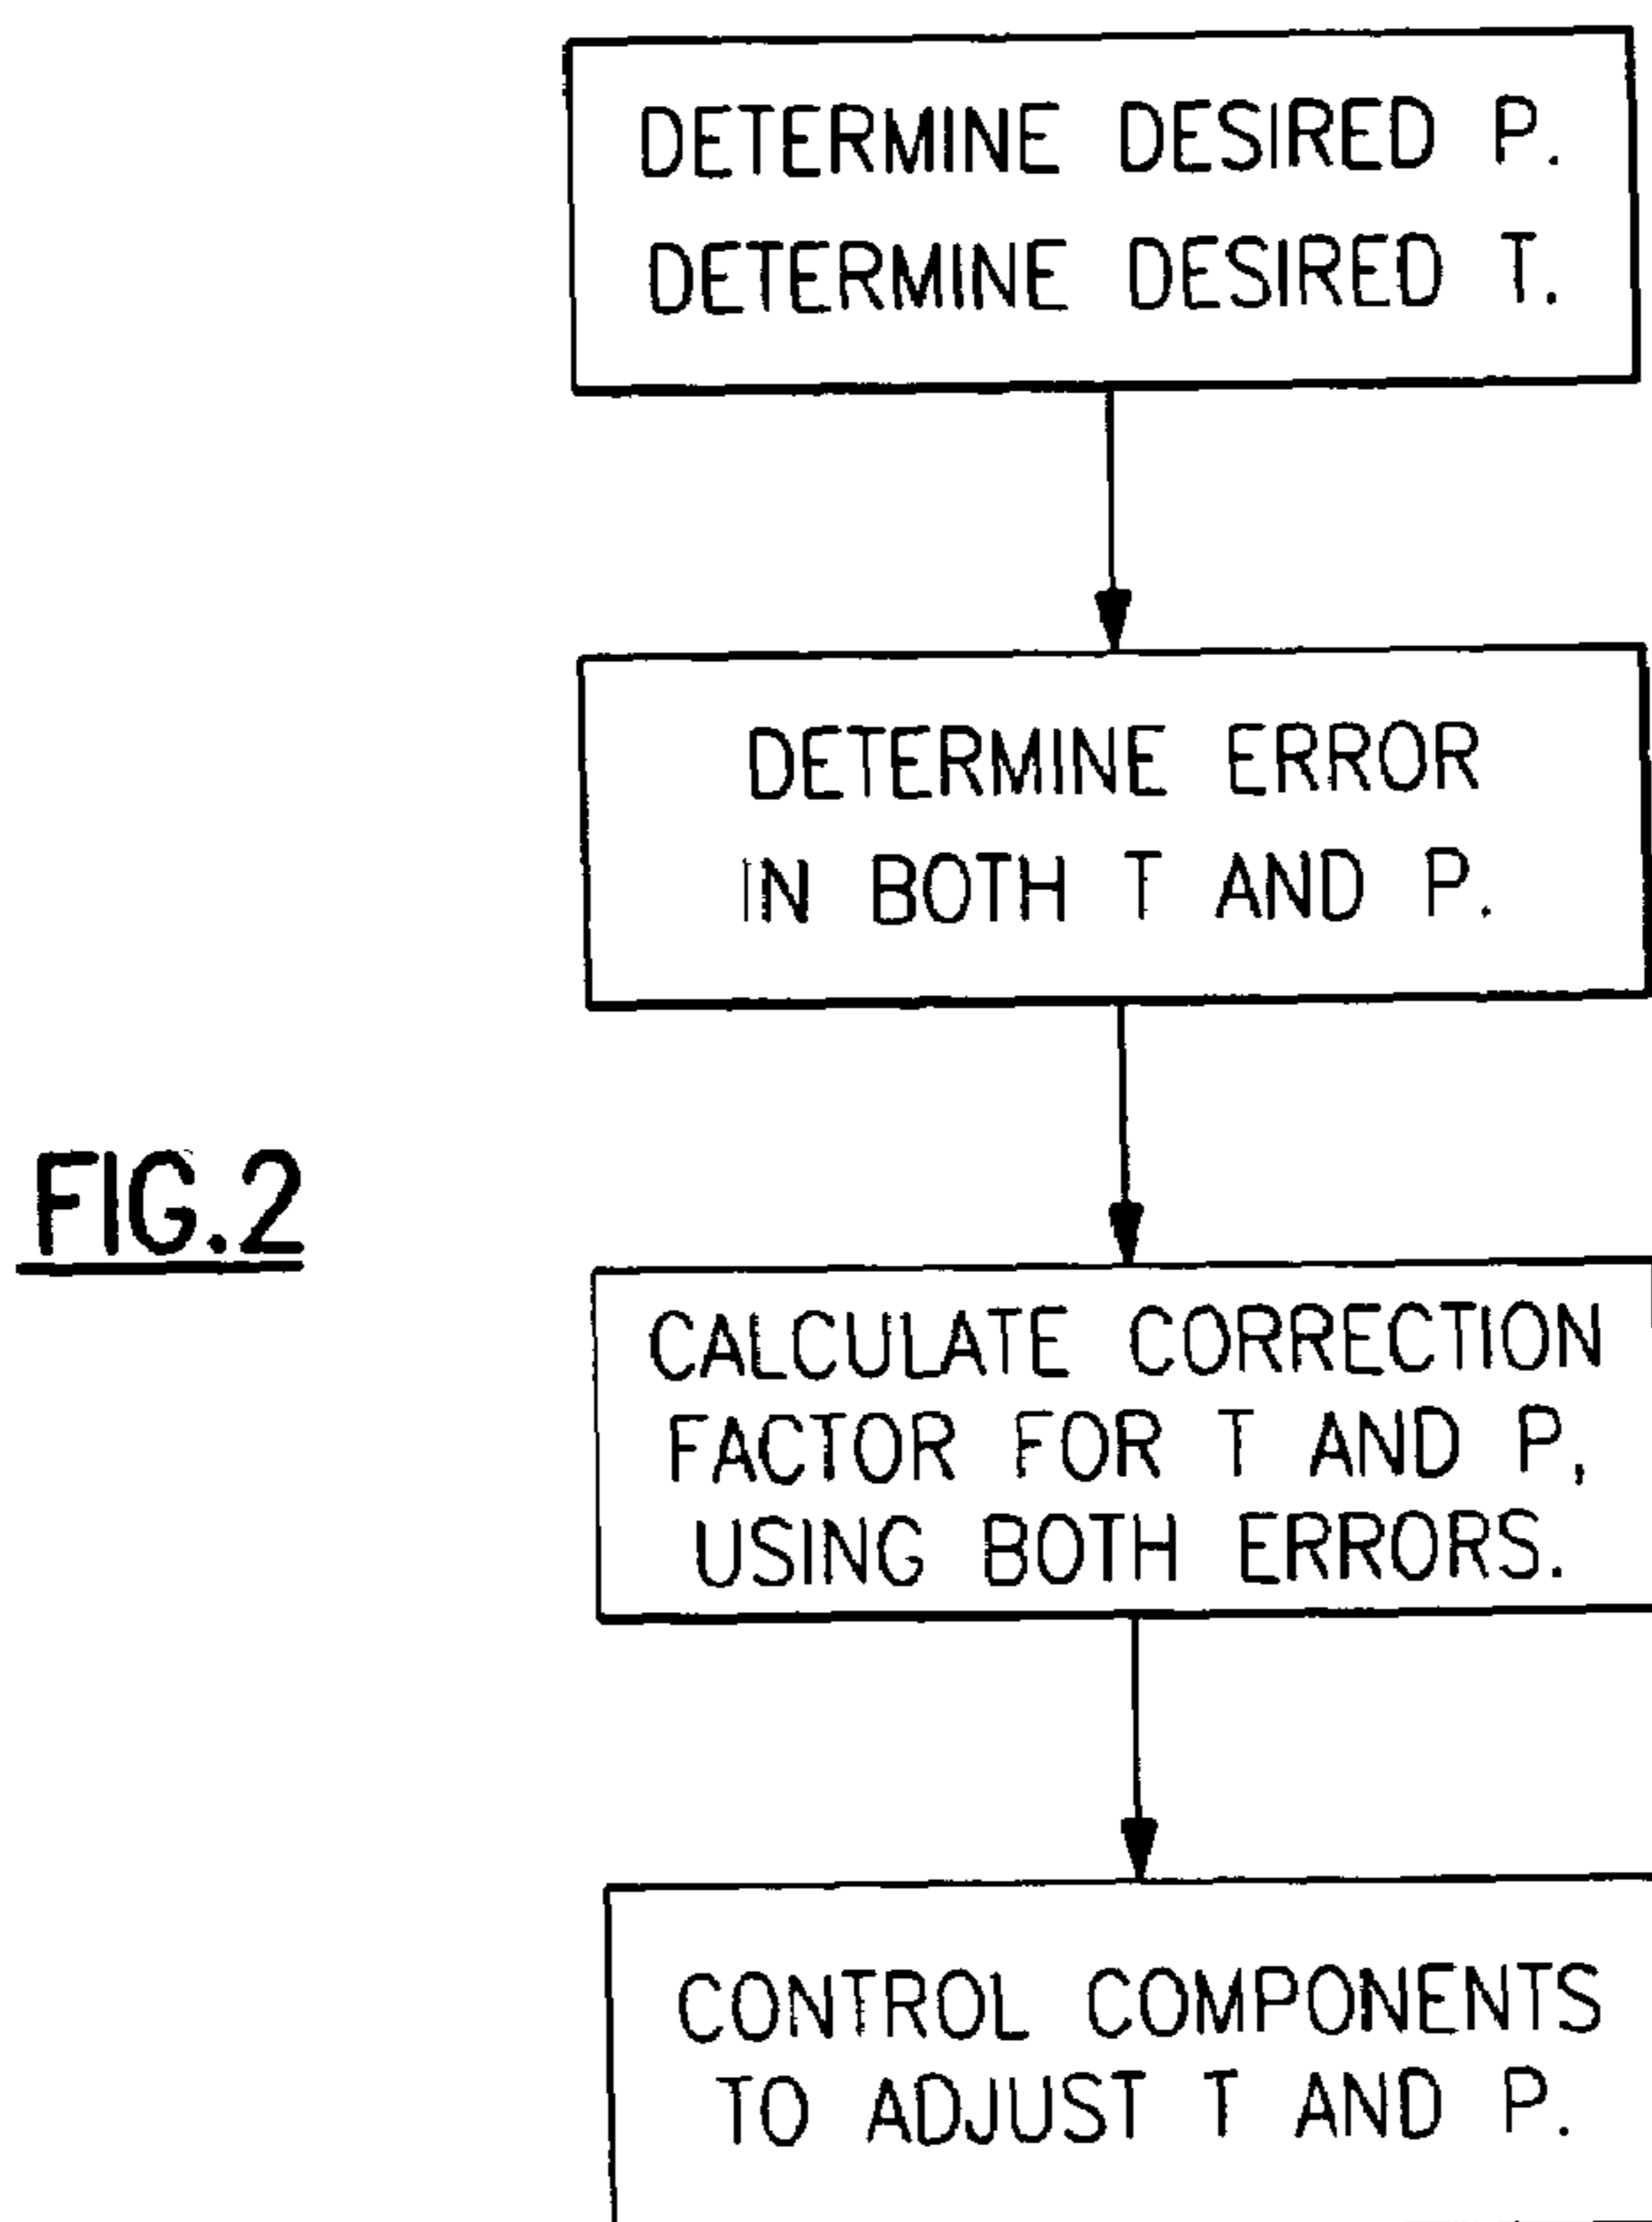 DETERMINE DESIRED P.
DETERMINE DESIRED T.
DETERMINE ERROR
IN BOTH T AND P.
FIG.2
CALCULATE CORRECTION
FACTOR FOR T AND P,
USING BOTH ERRORS.
CONTROL COMPONENTS
TO ADJUST T AND P.